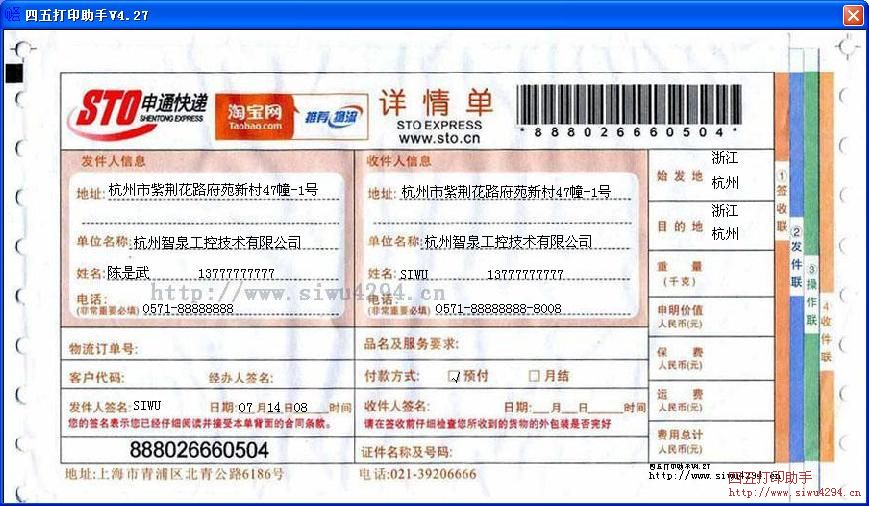 四五打印助手V4.27
STO 申通快递
SHENTONG EXPRESS
淘宝网
Taobao.com
推荐 物流
详情单
STO EXPRESS
www.sto.cn
*888026660504*
发件人信息
地址: 杭州市紫荆花路府苑新村47幢-1号
单位名称: 杭州智泉工控技术有限公司
姓名: 陈是武 13777777777
电话:
(非常重要必填) 0571-88888888
收件人信息
地址: 杭州市紫荆花路府苑新村47幢-1号
单位名称: 杭州智泉工控技术有限公司
姓名: SIWU 13777777777
电话:
(非常重要必填) 0571-88888888-8008
http://www.siwu4294.cn
始发地 浙江
杭州
目的地 浙江
杭州
重量
(千克)
申明价值
人民币(元)
保费
人民币(元)
运费
人民币(元)
费用总计
人民币(元)
①签收联
②发件联
③操作联
4收件联
物流订单号:
品名及服务要求:
客户代码: 经办人签名:
付款方式: 预付 月结
发件人签名: SIWU 日期: 07月14日08 时间
您的签名表示您已经仔细阅读并接受本单背面的合同条款。
收件人签名: 日期: 月 日 时间
请在签收前仔细检查您所收到的货物的外包装是否完好
888026660504
证件名称及号码:
地址:上海市青浦区北青公路6186号 电话:021-39206666
四五打印助手V4.27
http://www.siwu4294.cn
四五打印助手
http://www.siwu4294.cn